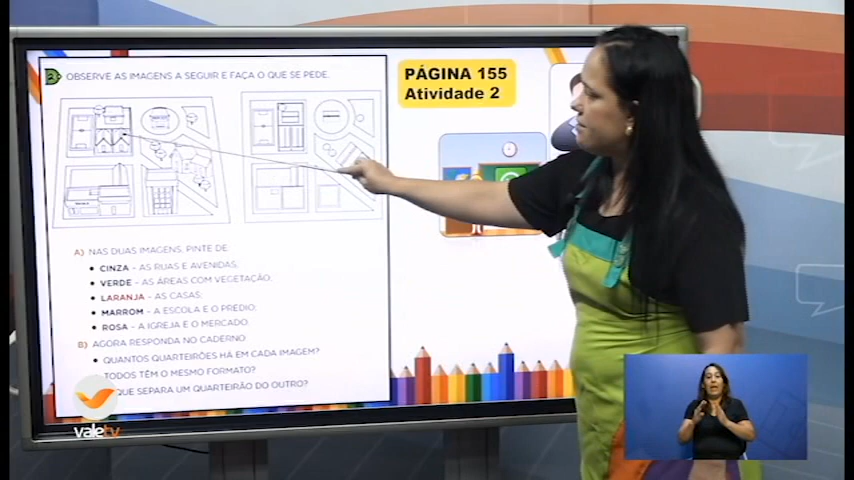 2. OBSERVE AS IMAGENS A SEGUIR E FAÇA O QUE SE PEDE.
PÁGINA 155
Atividade 2
A) NAS DUAS IMAGENS, PINTE DE:
• CINZA - AS RUAS E AVENIDAS;
• VERDE - AS ÁREAS COM VEGETAÇÃO;
• LARANJA - AS CASAS;
• MARROM - A ESCOLA E O PRÉDIO;
• ROSA - A IGREJA E O MERCADO.
B) AGORA RESPONDA NO CADERNO
• QUANTOS QUARTEIRÕES HÁ EM CADA IMAGEM?
TODOS TÊM O MESMO FORMATO?
QUE SEPARA UM QUARTEIRÃO DO OUTRO?
valetv